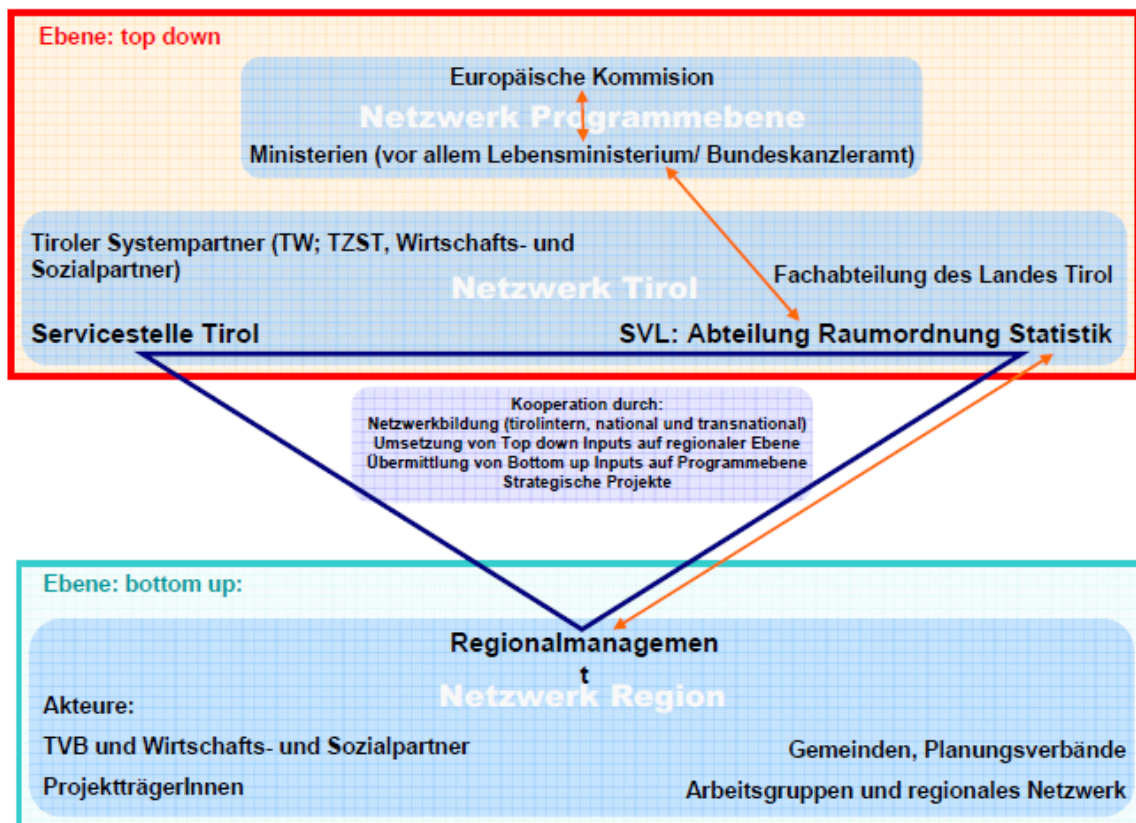 Ebene: top down
Europäische Kommision
Netzwerk Programmebene
Ministerien (vor allem Lebensministerium/ Bundeskanzleramt)
Tiroler Systempartner (TW; TZST, Wirtschafts- und
Sozialpartner)
Fachabteilung des Landes Tirol
Netzwerk Tirol
Servicestelle Tirol
SVL: Abteilung Raumordnung Statistik
Kooperation durch:
Netzwerkbildung (tirolintern, national und transnational)
Umsetzung von Top down Inputs auf regionaler Ebene
Übermittlung von Bottom up Inputs auf Programmebene
Strategische Projekte
Ebene: bottom up:
Regionalmanagemen
t
Netzwerk Region
Akteure:
TVB und Wirtschafts- und Sozialpartner
Gemeinden, Planungsverbände
ProjektträgerInnen
Arbeitsgruppen und regionales Netzwerk